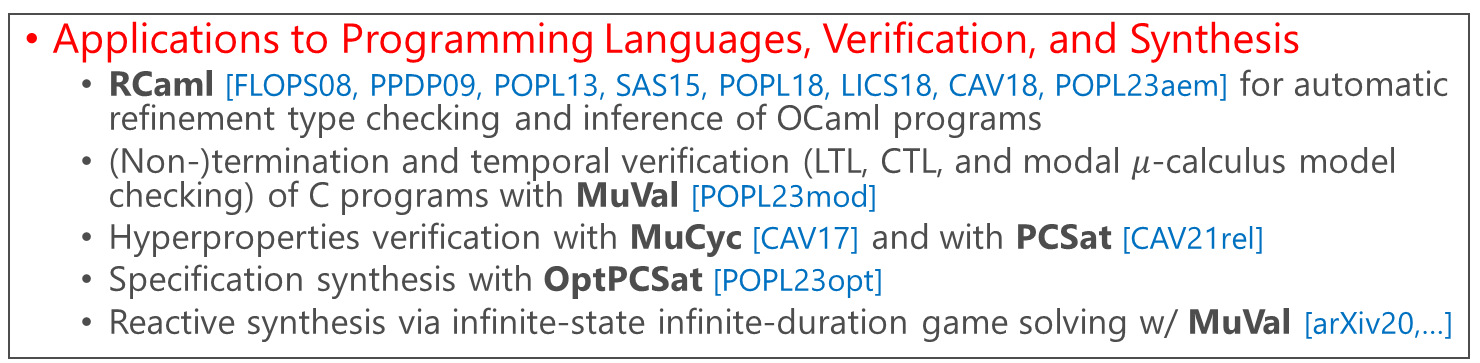 • Applications to Programming Languages, Verification, and Synthesis
• RCaml [FLOPS08, PPDP09, POPL13, SAS15, POPL18, LICS18, CAV18, POPL23aem] for automatic
refinement type checking and inference of OCaml programs
• (Non-)termination and temporal verification (LTL, CTL, and modal 𝜇-calculus model
checking) of C programs with MuVal [POPL23mod]
• Hyperproperties verification with MuCyc [CAV17] and with PCSat [CAV21rel]
• Specification synthesis with OptPCSat [POPL23opt]
• Reactive synthesis via infinite-state infinite-duration game solving w/ MuVal [arXiv20,...]